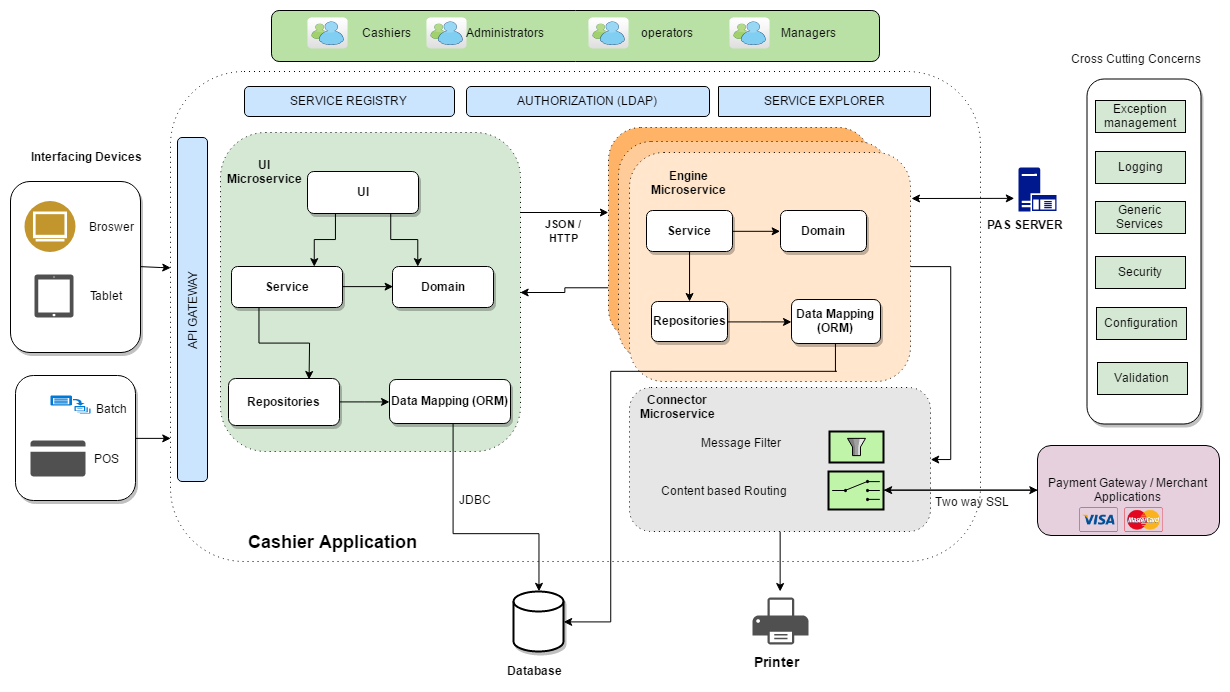 Cashiers
Administrators
operators
Managers
Cross Cutting Concerns
SERVICE REGISTRY
AUTHORIZATION (LDAP)
SERVICE EXPLORER
Exception
management
Logging
Generic
Services
Security
Configuration
Validation
Interfacing Devices
Broswer
Tablet
Batch
POS
API GATEWAY
UI
Microservice
UI
Service
Domain
Repositories
Data Mapping (ORM)
JSON /
HTTP
Engine
Microservice
Service
Domain
Repositories
Data Mapping
(ORM)
PAS SERVER
Connector
Microservice
Message Filter
Content based Routing
Two way SSL
Payment Gateway / Merchant
Applications
VISA
MasterCard
JDBC
Cashier Application
Database
Printer